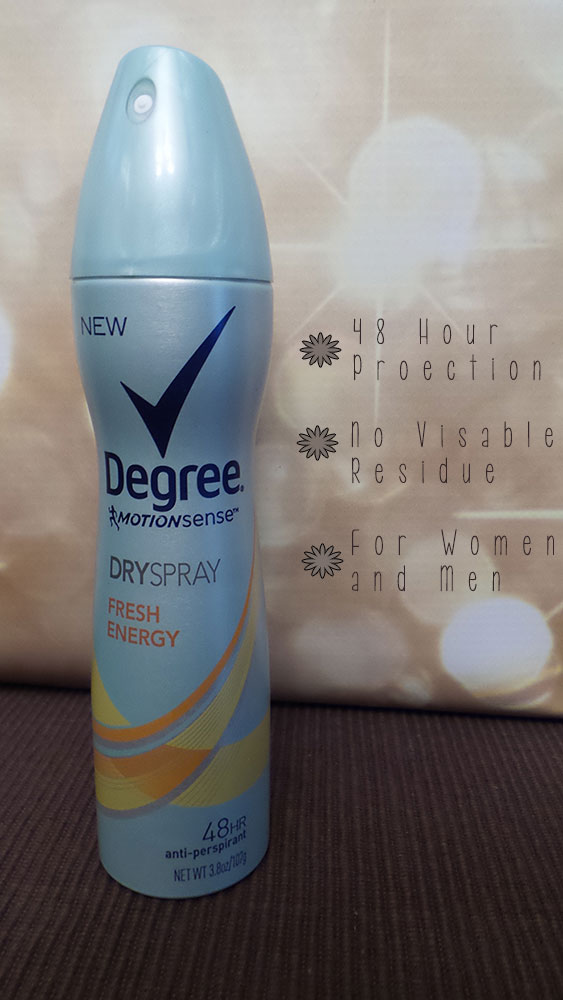 NEW
Degree.
MOTIONsense™
DRYSPRAY
FRESH
ENERGY
48HR
anti-perspirant
NET WT 3.8oz/107g
48 Hour
Proection
No Visable
Residue
For Women
and Men